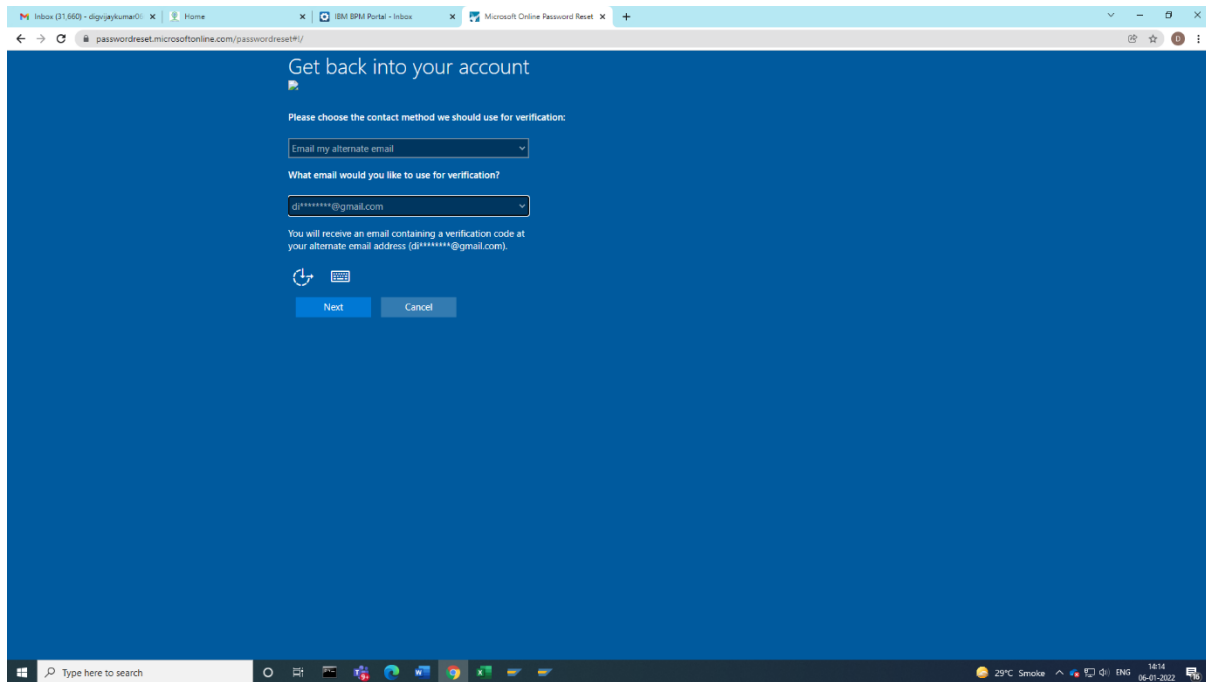 Inbox (31,660) - digvijaykumar0fi
Home
IBM BPM Portal - Inbox
Microsoft Online Password Reset
passwordreset.microsoftonline.com/passwordreset#!/
D
Get back into your account
Please choose the contact method we should use for verification:
Email my alternate email
What email would you like to use for verification?
di********@gmail.com
You will receive an email containing a verification code at
your alternate email address (di********@gmail.com).
Next Cancel
Type here to search
29°C Smoke
ENG
14:14
06-01-2022